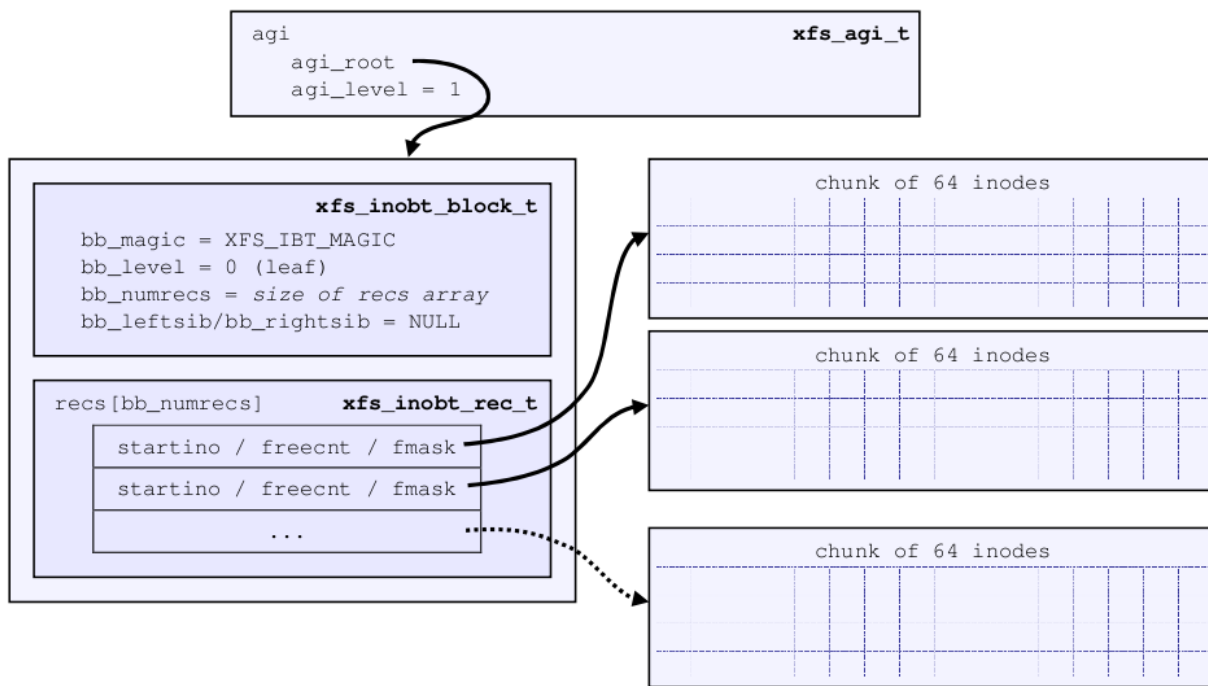 agi xfs_agi_t
agi_root
agi_level = 1
xfs_inobt_block_t
bb_magic = XFS_IBT_MAGIC
bb_level = 0 (leaf)
bb_numrecs = size of recs array
bb_leftsib/bb_rightsib = NULL
recs[bb_numrecs] xfs_inobt_rec_t
startino / freecnt / fmask
startino / freecnt / fmask
...
chunk of 64 inodes
chunk of 64 inodes
chunk of 64 inodes